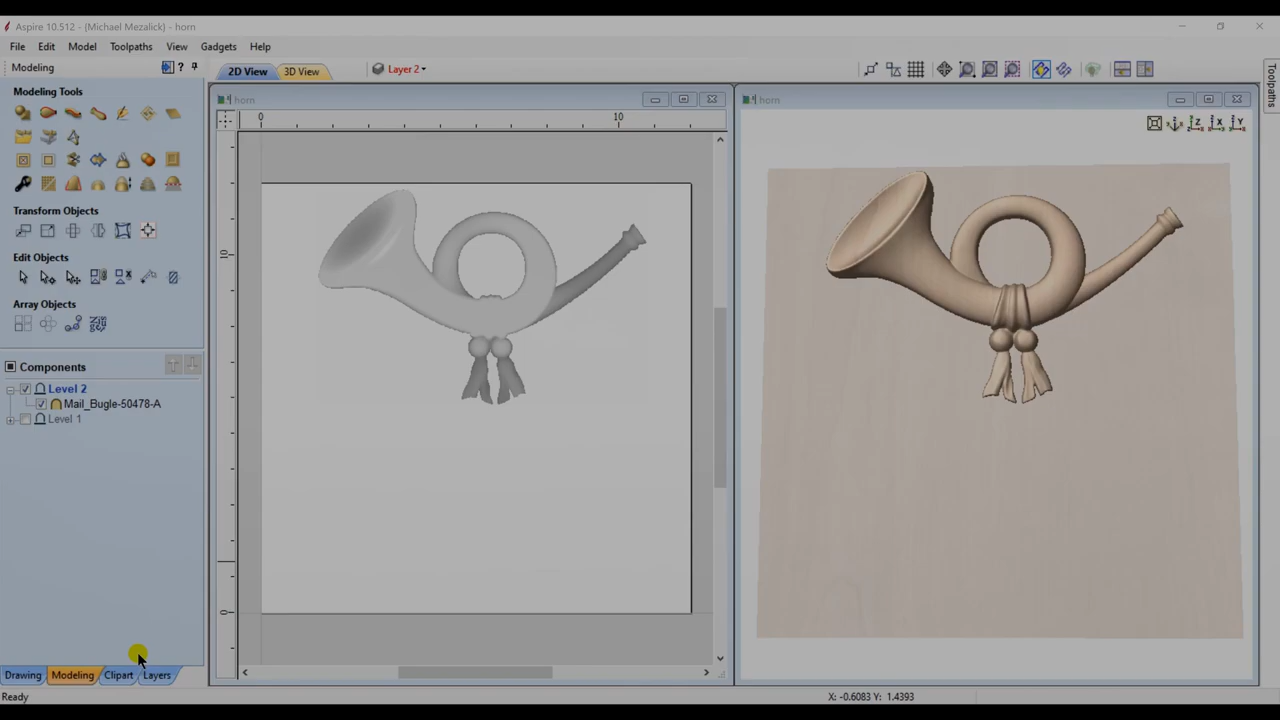 Aspire 10.512 - (Michael Mezalick) - horn
File Edit Model Toolpaths View Gadgets Help
Modeling ?
2D View 3D View Layer 2
Modeling Tools
Transform Objects
Edit Objects
Array Objects
Components
Level 2
Mail_Bugle-50478-A
Level 1
Drawing Modeling Clipart Layers
horn
0 10
10
0
horn
Z X Y
Toolpaths
Ready
X: -0.6083 Y: 1.4393